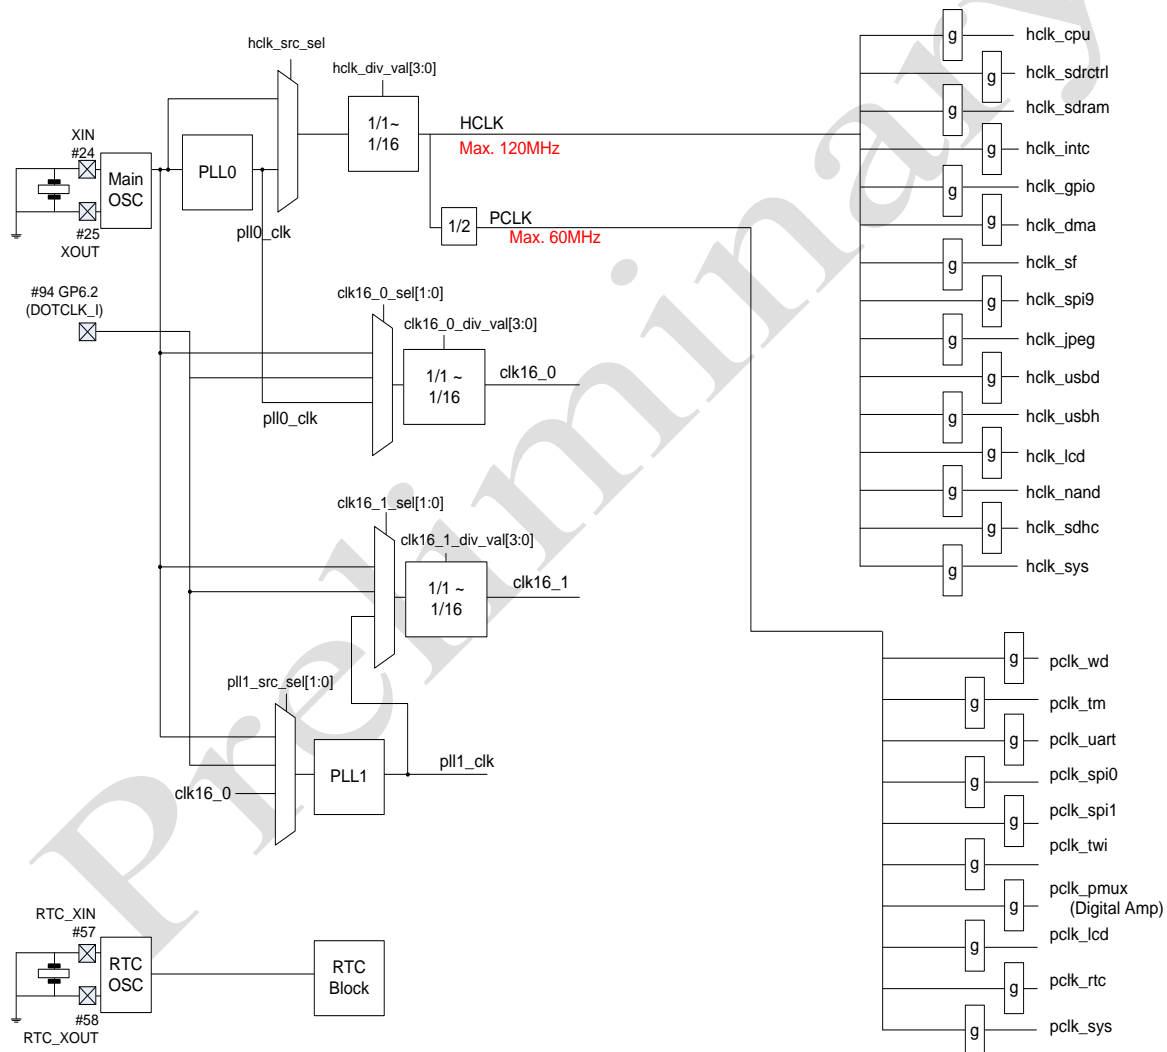 Preliminary
hclk_src_sel
hclk_div_val[3:0]
XIN
#24
Main
OSC
#25
XOUT
PLL0
pll0_clk
1/1~
1/16
HCLK
Max. 120MHz
1/2
PCLK
Max. 60MHz
#94 GP6.2
(DOTCLK_I)
clk16_0_sel[1:0]
clk16_0_div_val[3:0]
1/1 ~
1/16
clk16_0
pll0_clk
clk16_1_sel[1:0]
clk16_1_div_val[3:0]
1/1 ~
1/16
clk16_1
pll1_src_sel[1:0]
PLL1
pll1_clk
clk16_0
RTC_XIN
#57
RTC
OSC
#58
RTC_XOUT
RTC
Block
g hclk_cpu
g hclk_sdrctrl
g hclk_sdram
g hclk_intc
g hclk_gpio
g hclk_dma
g hclk_sf
g hclk_spi9
g hclk_jpeg
g hclk_usbd
g hclk_usbh
g hclk_lcd
g hclk_nand
g hclk_sdhc
g hclk_sys
g pclk_wd
g pclk_tm
g pclk_uart
g pclk_spi0
g pclk_spi1
g pclk_twi
g pclk_pmux
(Digital Amp)
g pclk_lcd
g pclk_rtc
g pclk_sys